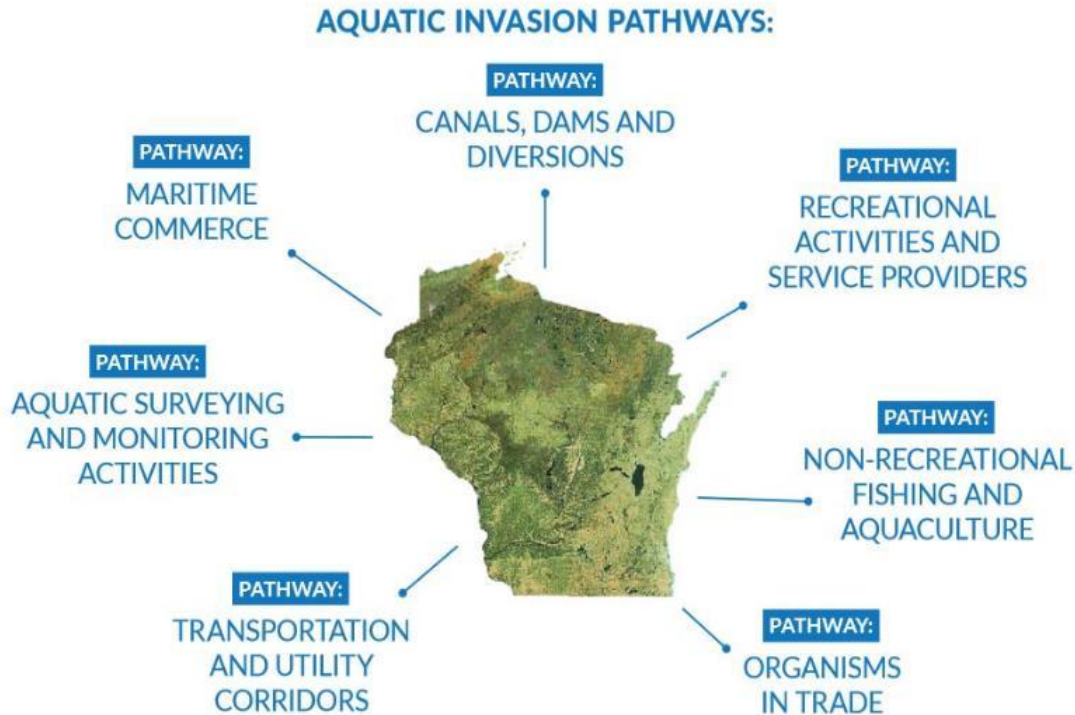 AQUATIC INVASION PATHWAYS:
PATHWAY:
CANALS, DAMS AND
DIVERSIONS
PATHWAY:
MARITIME
COMMERCE
PATHWAY:
RECREATIONAL
ACTIVITIES AND
SERVICE PROVIDERS
PATHWAY:
AQUATIC SURVEYING
AND MONITORING
ACTIVITIES
PATHWAY:
NON-RECREATIONAL
FISHING AND
AQUACULTURE
PATHWAY:
TRANSPORTATION
AND UTILITY
CORRIDORS
PATHWAY:
ORGANISMS
IN TRADE